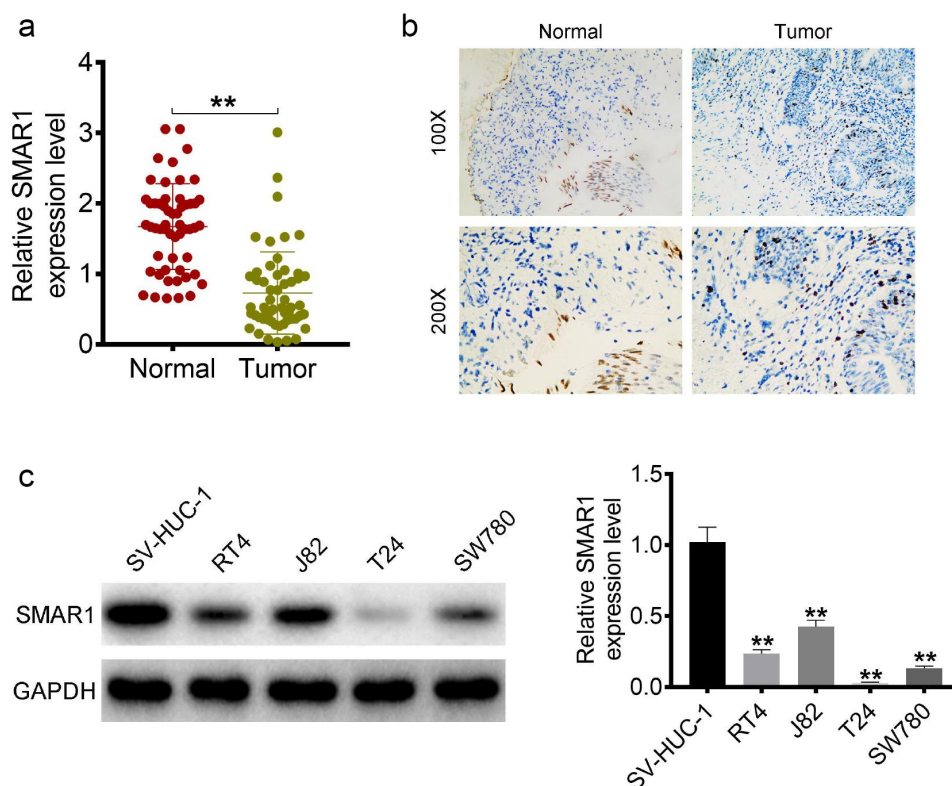 a
Relative SMAR1
expression level
4
3
2
1
0
**
Normal
Tumor
b
Normal
Tumor
100X
200X
c
SV-HUC-1
RT4
J82
T24
SW780
SMAR1
GAPDH
Relative SMAR1
expression level
1.5
1.0
0.5
0.0
**
**
**
**
SV-HUC-1
RT4
J82
T24
SW780